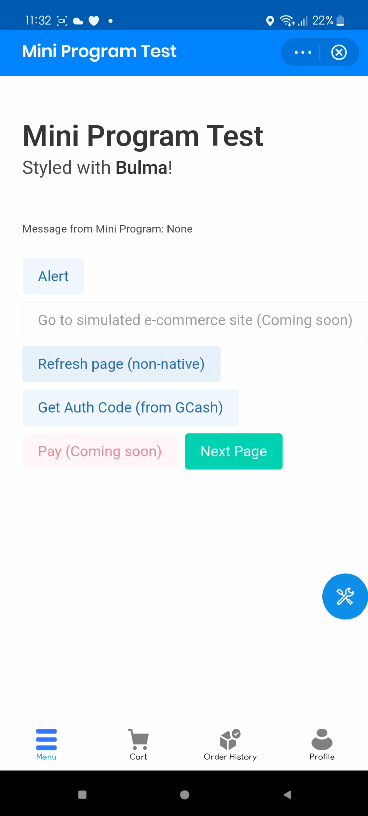 11:32 22%
Mini Program Test
Mini Program Test
Styled with Bulma!
Message from Mini Program: None
Alert
Go to simulated e-commerce site (Coming soon)
Refresh page (non-native)
Get Auth Code (from GCash)
Pay (Coming soon) Next Page
Menu Cart Order History Profile